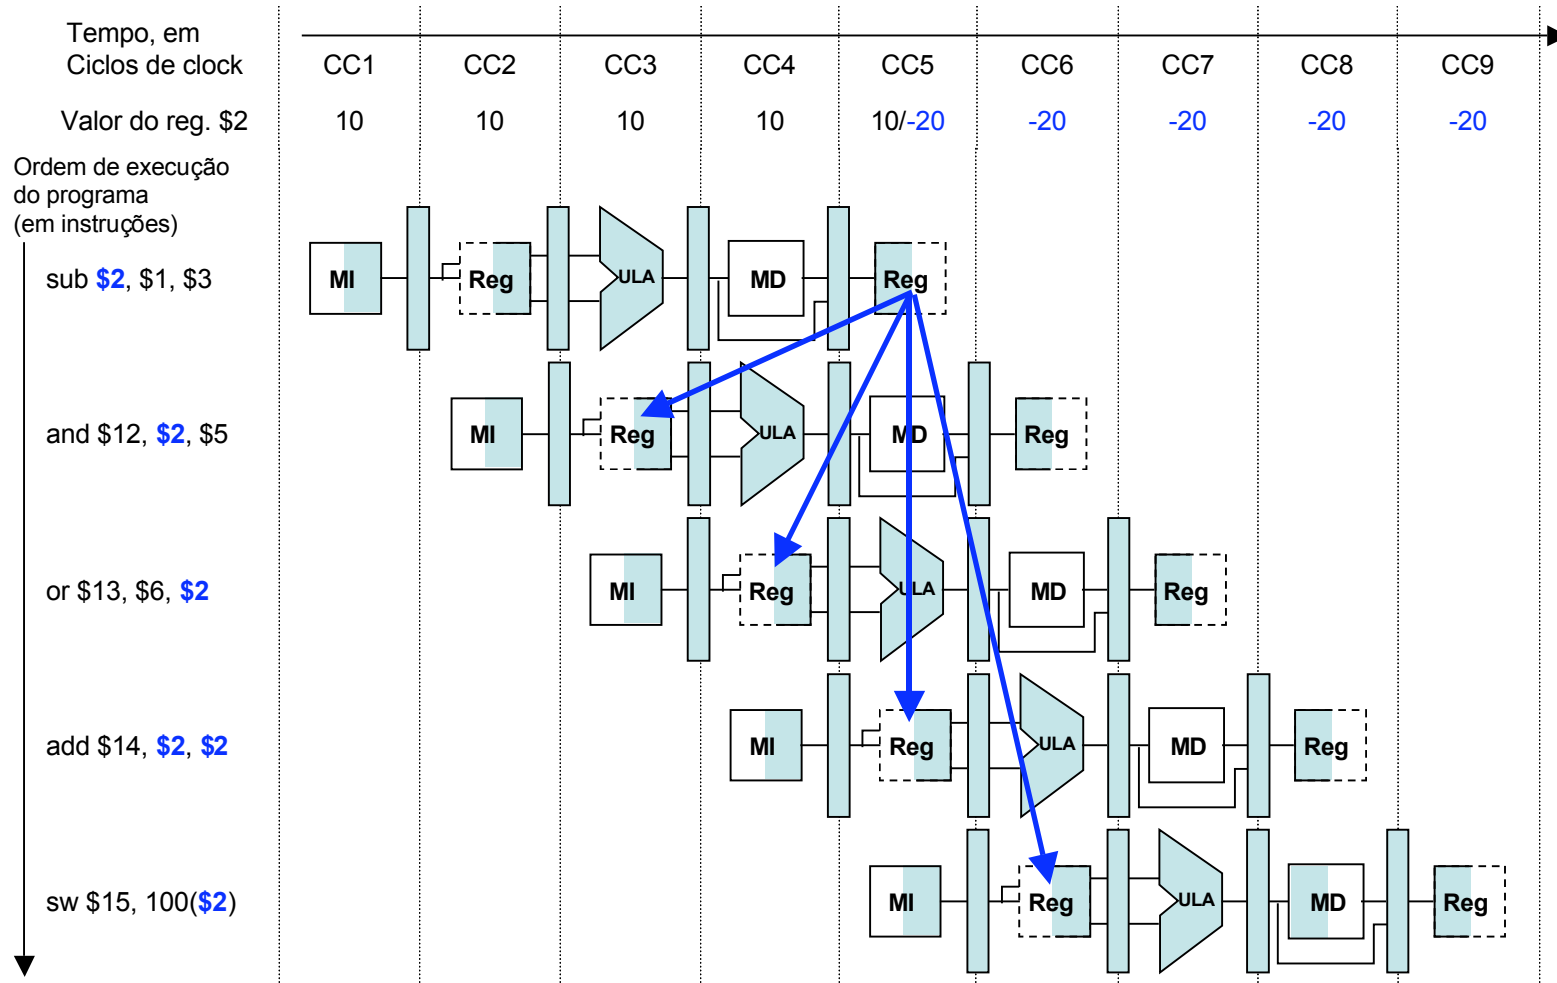 Tempo, em
Ciclos de clock
CC1 CC2 CC3 CC4 CC5 CC6 CC7 CC8 CC9
Valor do reg. $2 10 10 10 10 10/-20 -20 -20 -20 -20
Ordem de execução
do programa
(em instruções)
sub $2, $1, $3 MI Reg ULA MD Reg
and $12, $2, $5 MI Reg ULA MD Reg
or $13, $6, $2 MI Reg ULA MD Reg
add $14, $2, $2 MI Reg ULA MD Reg
sw $15, 100($2) MI Reg ULA MD Reg